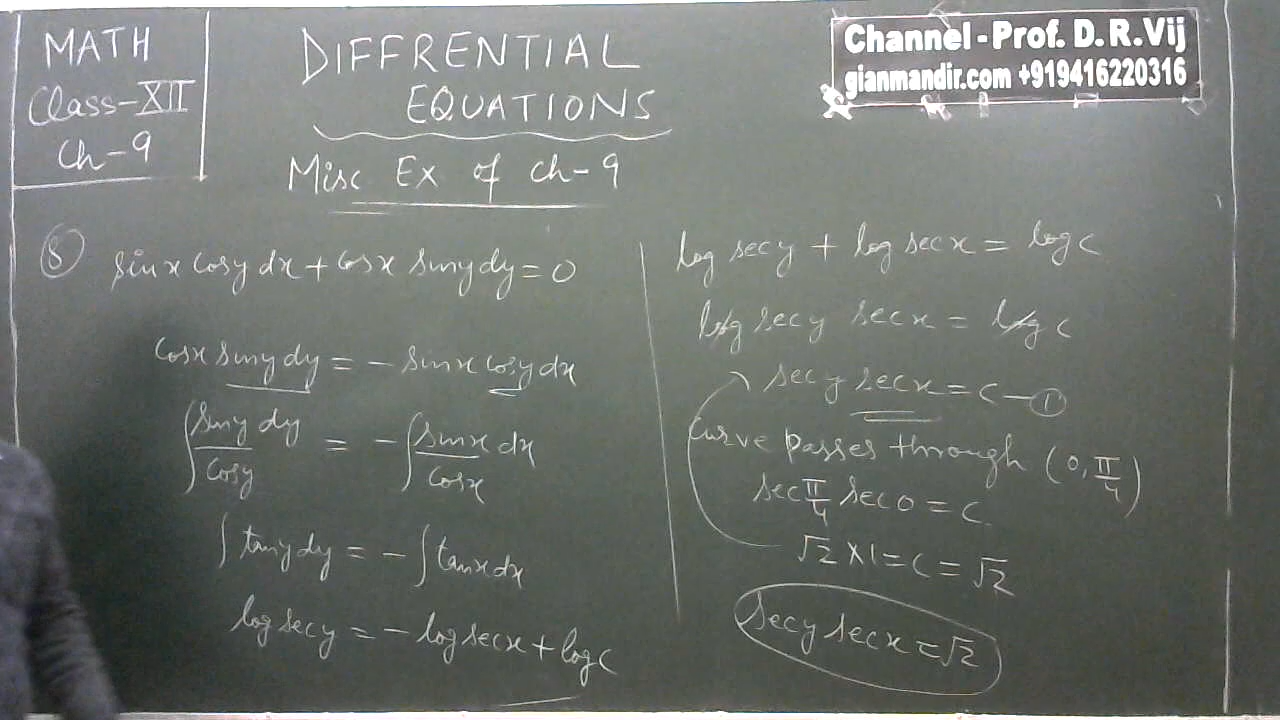 MATH
Class-XII
Ch-9
DIFFRENTIAL
EQUATIONS
Misc Ex of ch-9
Channel - Prof. D. R. Vij
gianmandir.com +919416220316
⑧ sinx cosy dx + cosx siny dy = 0
cosx siny dy = - sinx cosy dx
∫ siny/cosy dy = - ∫ sinx/cosx dx
∫ tany dy = - ∫ tanx dx
log secy = - log secx + log c
log secy + log secx = log c
log secy secx = log c
secy secx = c - ①
Curve passes through (0, π/4)
sec π/4 sec 0 = c
√2 × 1 = c = √2
secy secx = √2